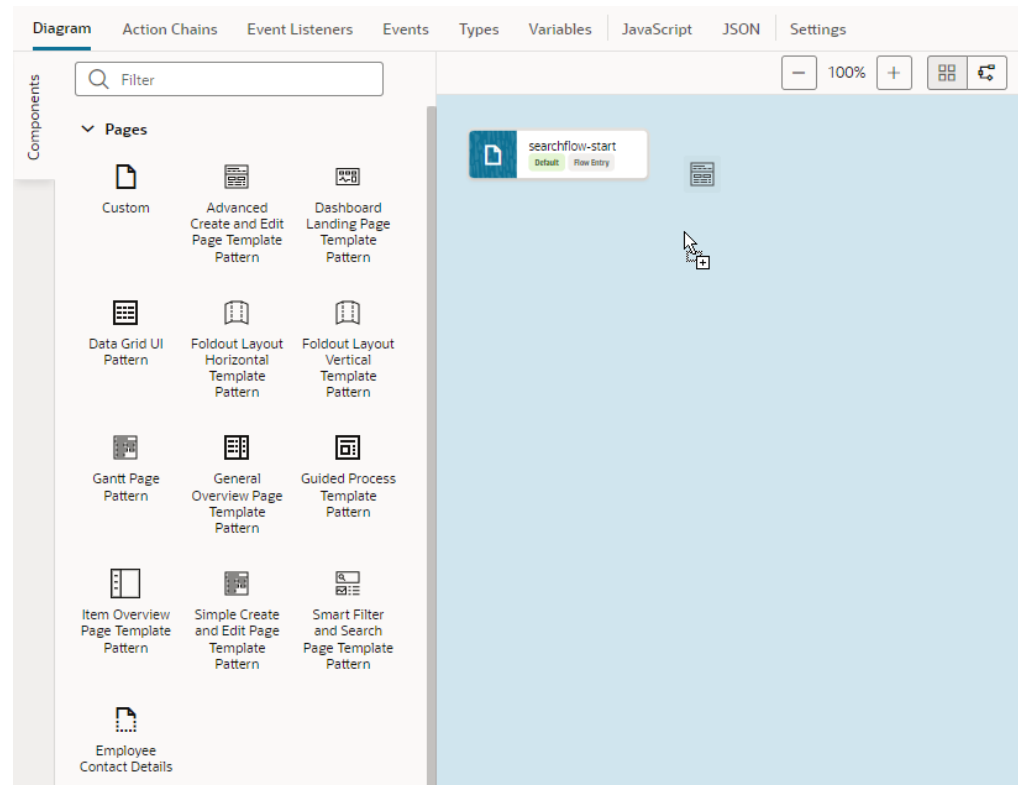 Diagram Action Chains Event Listeners Events Types Variables JavaScript JSON Settings
Components
Filter
100%
Pages
searchflow-start
Default Flow Entry
Custom
Advanced
Create and Edit
Page Template
Pattern
Dashboard
Landing Page
Template
Pattern
Data Grid UI
Pattern
Foldout Layout
Horizontal
Template
Pattern
Foldout Layout
Vertical
Template
Pattern
Gantt Page
Pattern
General
Overview Page
Template
Pattern
Guided Process
Template
Pattern
Item Overview
Page Template
Pattern
Simple Create
and Edit Page
Template
Pattern
Smart Filter
and Search
Page Template
Pattern
Employee
Contact Details